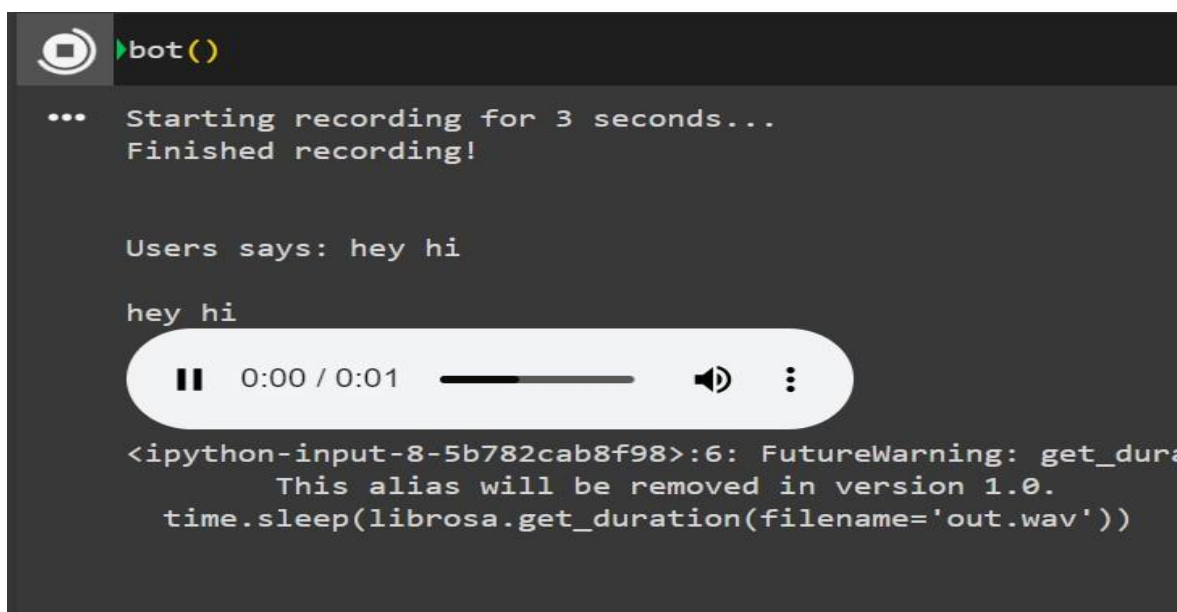 bot()
Starting recording for 3 seconds...
Finished recording!
Users says: hey hi
hey hi
0:00 / 0:01
<ipython-input-8-5b782cab8f98>:6: FutureWarning: get_dura
This alias will be removed in version 1.0.
time.sleep(librosa.get_duration(filename='out.wav'))